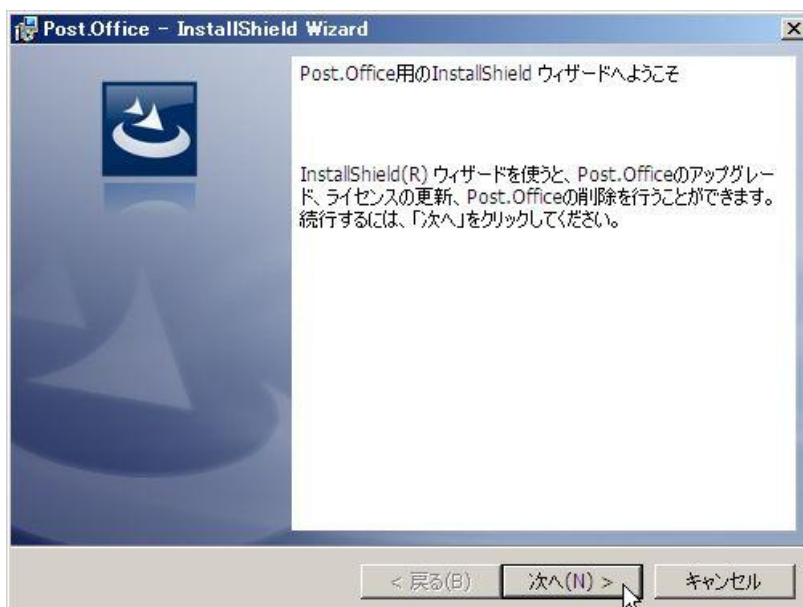 Post.Office - InstallShield Wizard
Post.Office用のInstallShield ウィザードへようこそ
InstallShield(R) ウィザードを使うと、Post.Officeのアップグレー
ド、ライセンスの更新、Post.Officeの削除を行うことができます。
続行するには、「次へ」をクリックしてください。
< 戻る(B)
次へ(N) >
キャンセル